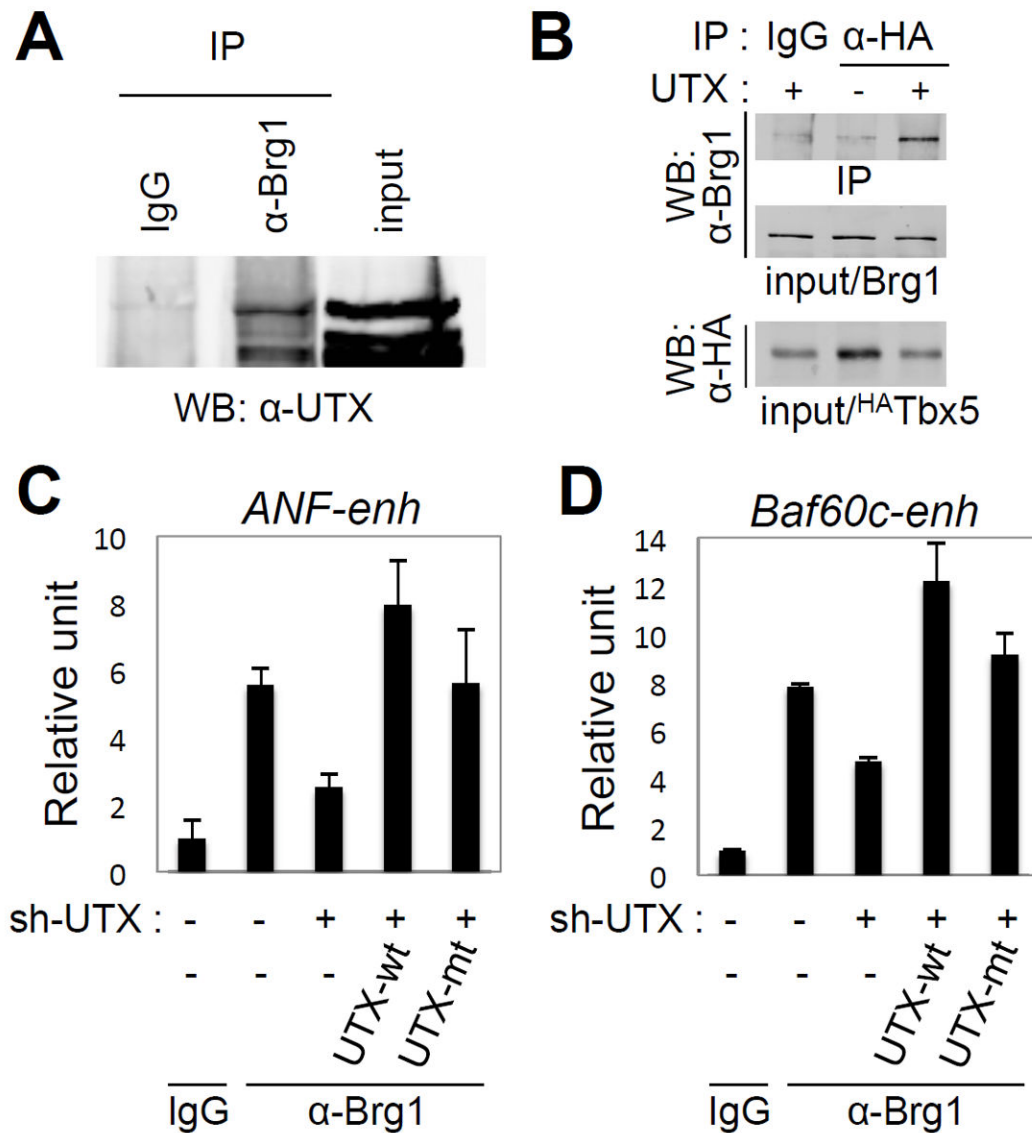 A
IP
IgG
α-Brg1
input
WB: α-UTX
B
IP : IgG α-HA
UTX : + - +
WB:
α-Brg1
IP
input/Brg1
WB:
α-HA
input/ᴴᴬTbx5
C
ANF-enh
Relative unit
10
8
6
4
2
0
sh-UTX : - - + + +
- - - UTX-wt UTX-mt
IgG α-Brg1
D
Baf60c-enh
Relative unit
14
12
10
8
6
4
2
0
sh-UTX : - - + + +
- - - UTX-wt UTX-mt
IgG α-Brg1